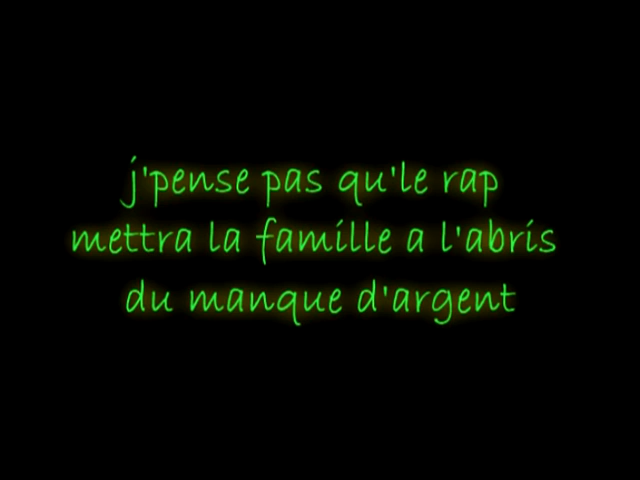 j'pense pas qu'le rap
mettra la famille a l'abris
du manque d'argent